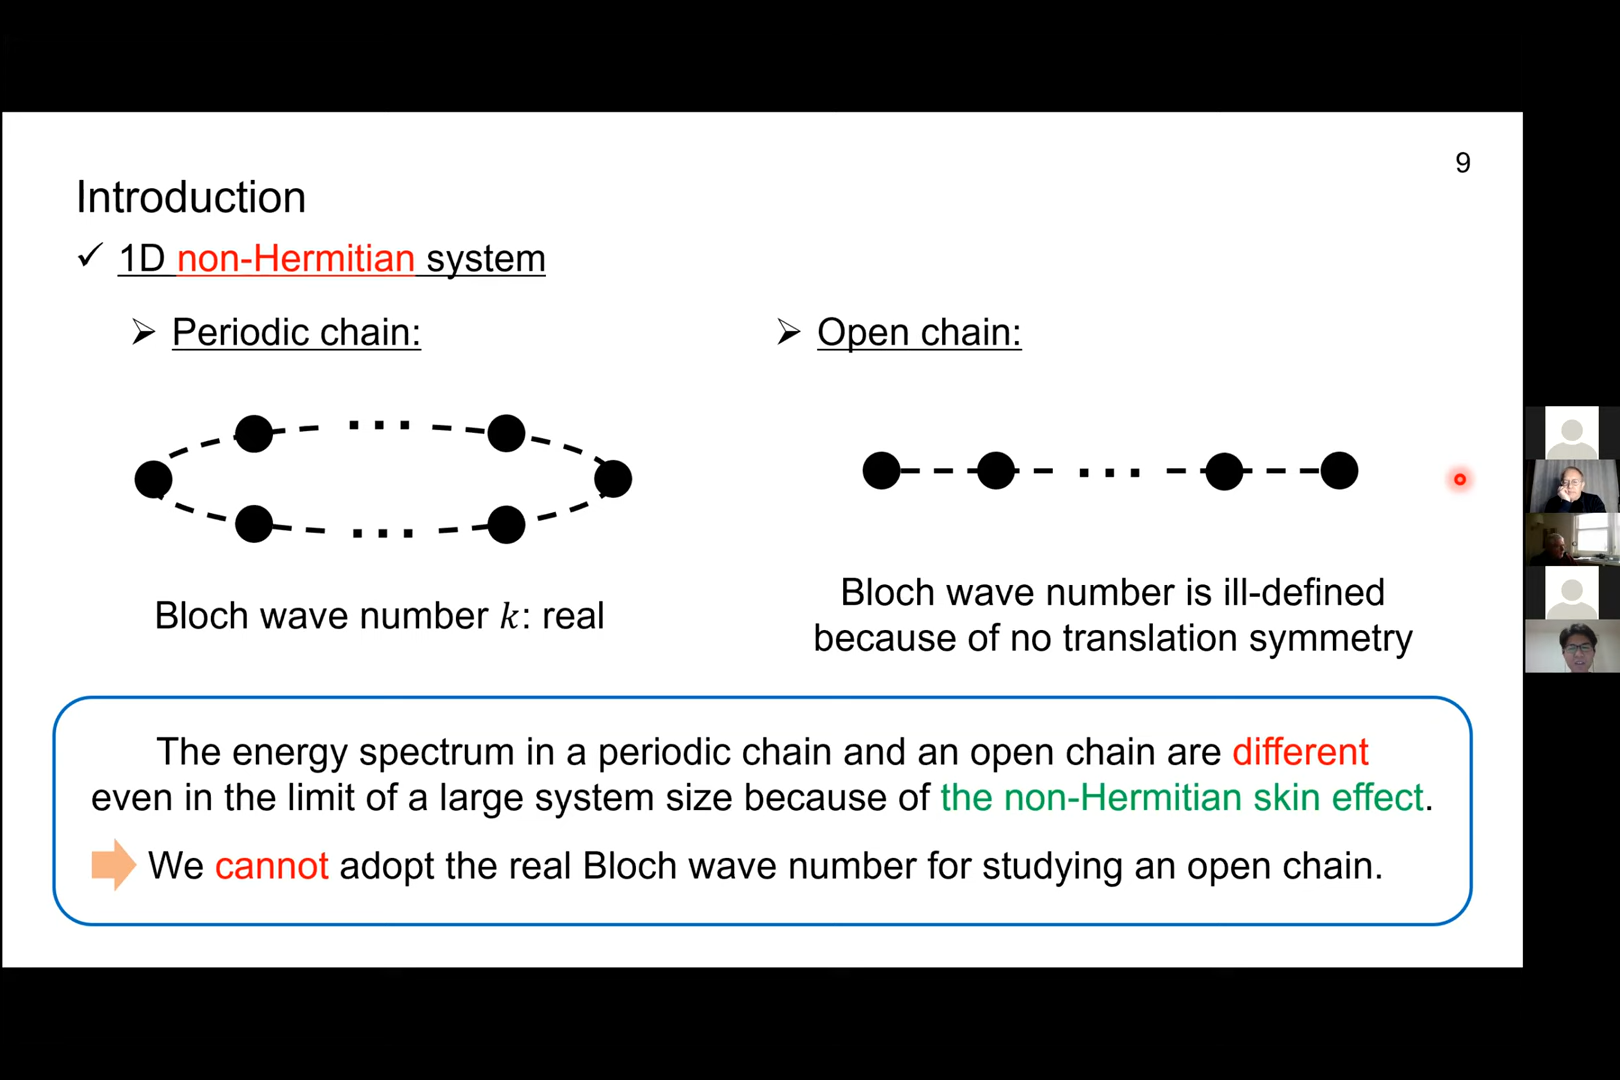 9
Introduction
✓ 1D non-Hermitian system
➢ Periodic chain:
➢ Open chain:
Bloch wave number k: real
Bloch wave number is ill-defined
because of no translation symmetry
The energy spectrum in a periodic chain and an open chain are different
even in the limit of a large system size because of the non-Hermitian skin effect.
We cannot adopt the real Bloch wave number for studying an open chain.